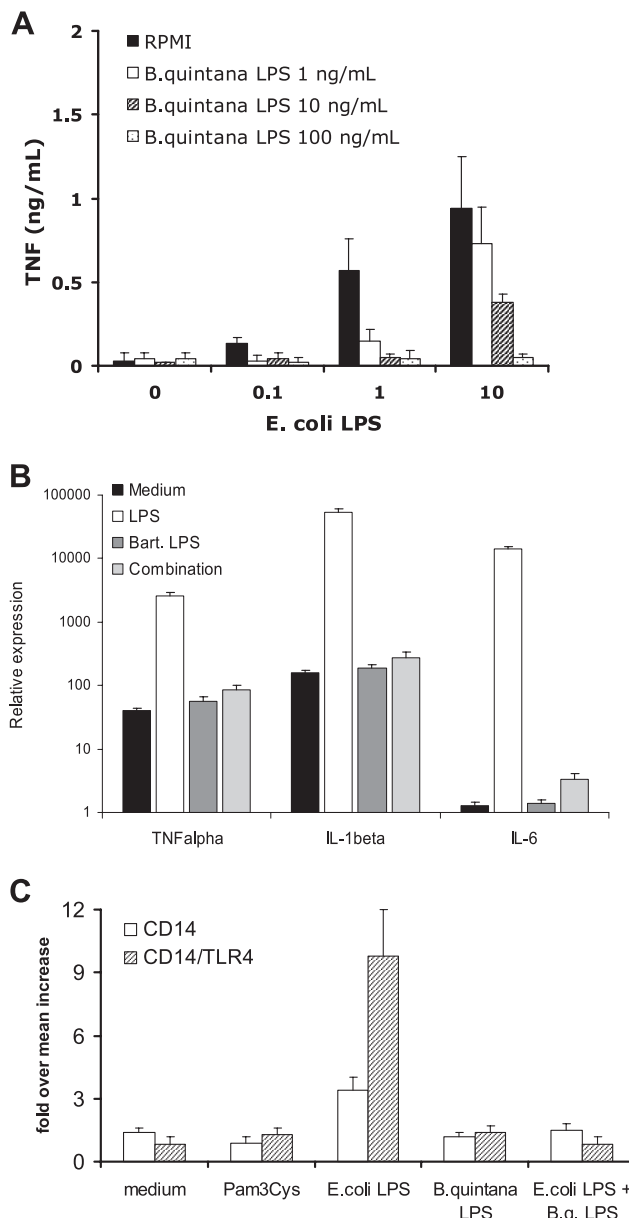 A
RPMI
B.quintana LPS 1 ng/mL
B.quintana LPS 10 ng/mL
B.quintana LPS 100 ng/mL
TNF (ng/mL)
2
1.5
1
0.5
0
0 0.1 1 10
E. coli LPS
B
Medium
LPS
Bart. LPS
Combination
Relative expression
100000
10000
1000
100
10
1
TNFalpha IL-1beta IL-6
C
CD14
CD14/TLR4
fold over mean increase
12
9
6
3
0
medium Pam3Cys E.coli LPS B.quintana E.coli LPS +
LPS B.q. LPS